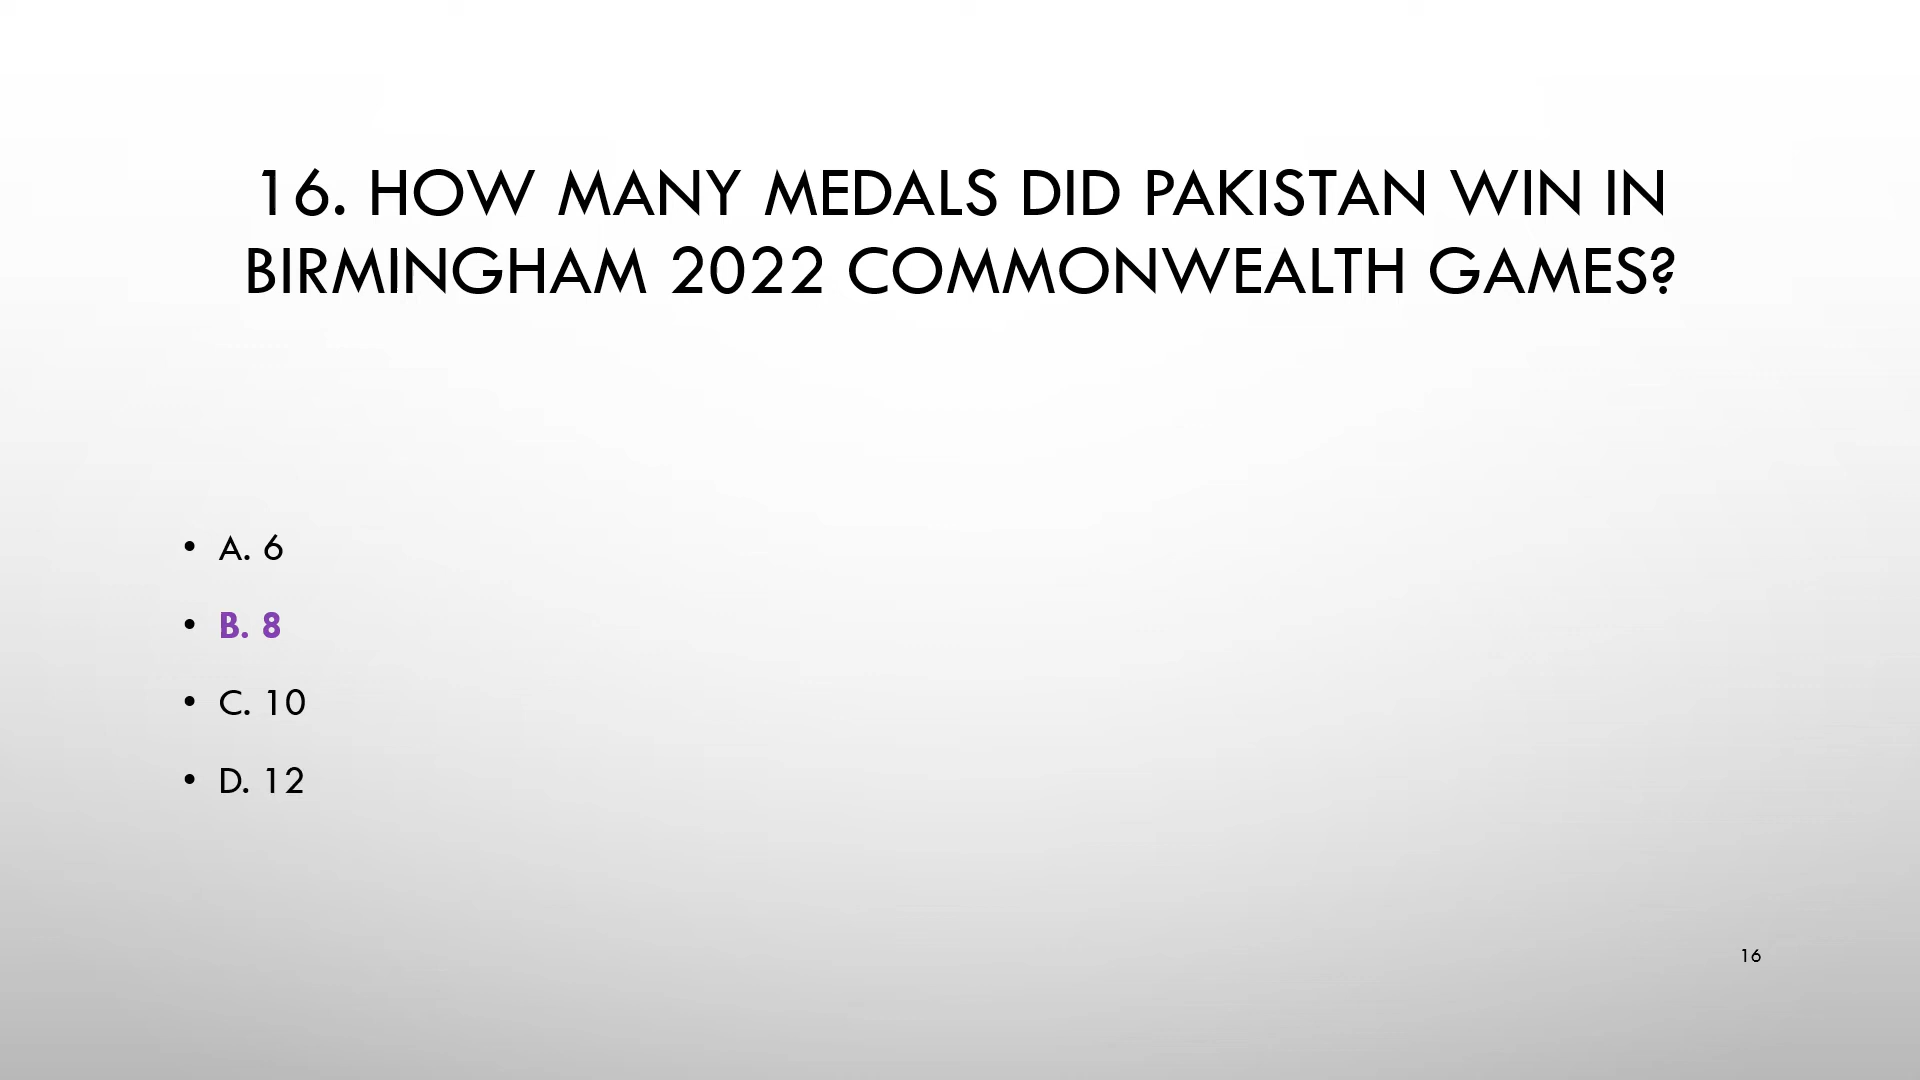 16. HOW MANY MEDALS DID PAKISTAN WIN IN
BIRMINGHAM 2022 COMMONWEALTH GAMES?
• A. 6
• B. 8
• C. 10
• D. 12
16